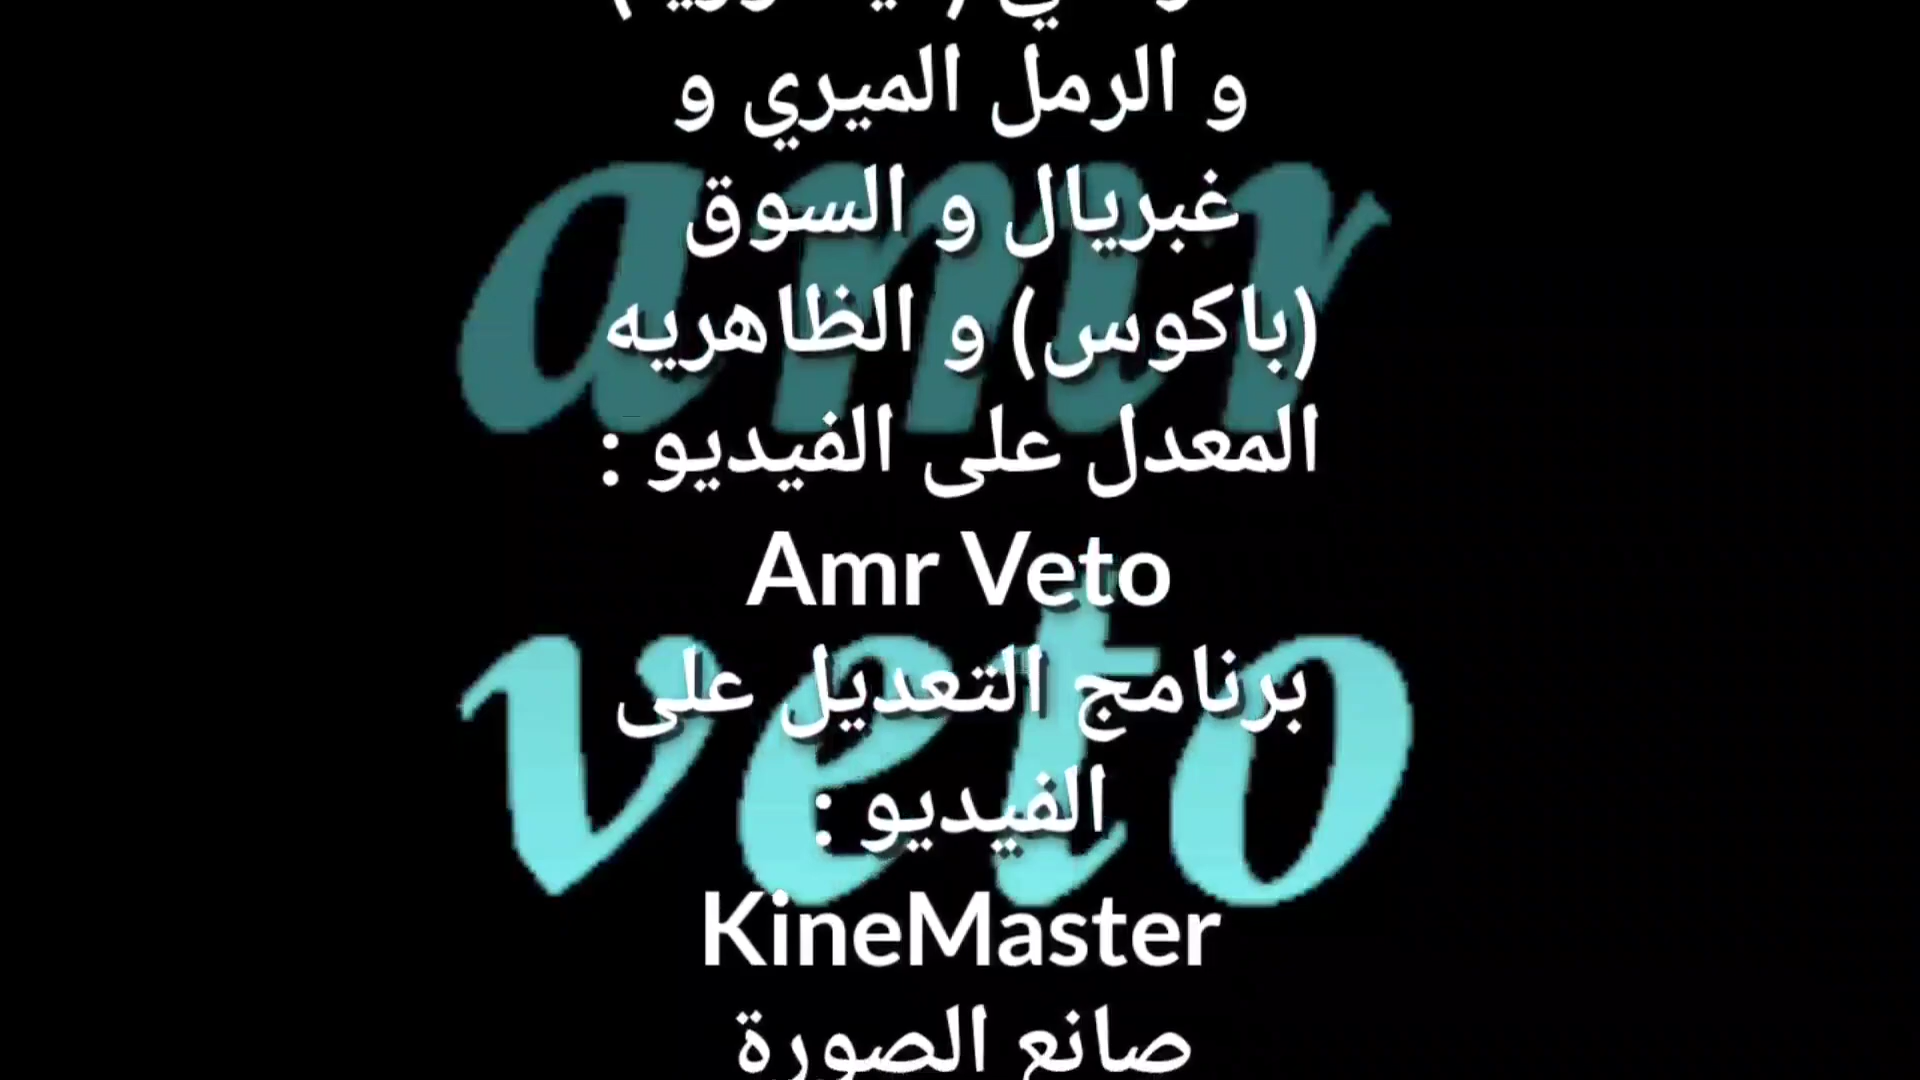 و الرمل الميري و
غبريال و السوق
(باكوس) و الظاهريه
المعدل على الفيديو :
Amr Veto
برنامج التعديل على
الفيديو :
KineMaster
صانع الصورة
amr
veto